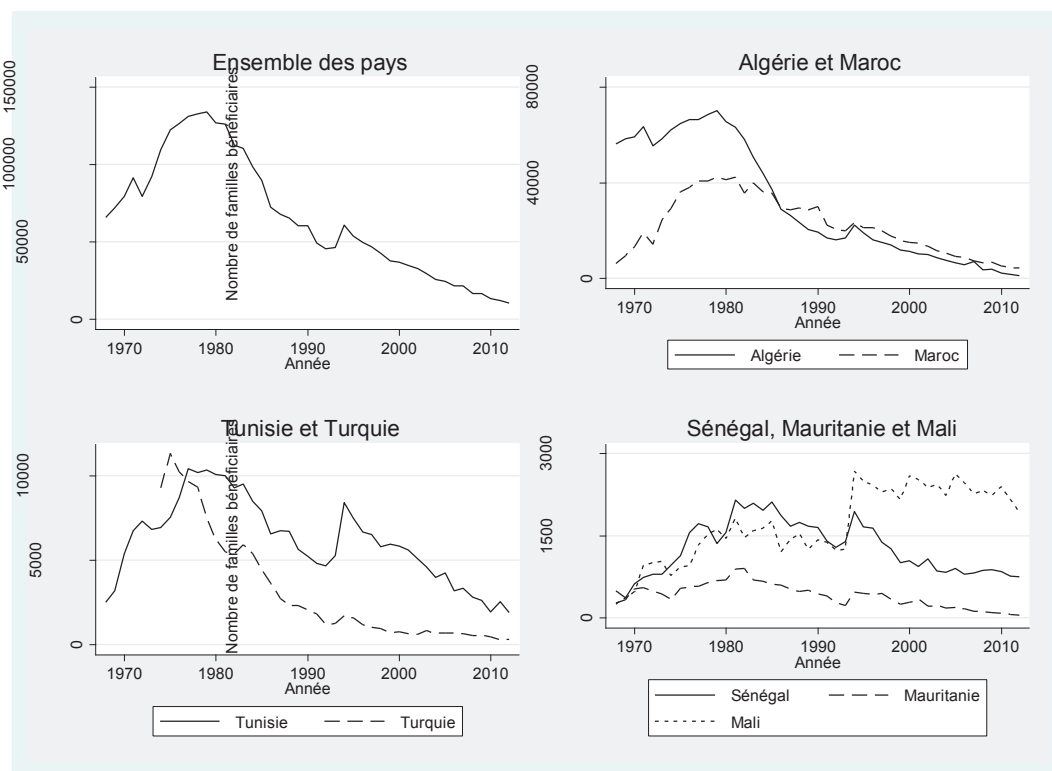 Ensemble des pays
Nombre de familles bénéficiaires
150000
100000
50000
0
1970 1980 1990 2000 2010
Année
Algérie et Maroc
80000
40000
0
1970 1980 1990 2000 2010
Année
Algérie Maroc
Tunisie et Turquie
Nombre de familles bénéficiaires
10000
5000
0
1970 1980 1990 2000 2010
Année
Tunisie Turquie
Sénégal, Mauritanie et Mali
3000
1500
0
1970 1980 1990 2000 2010
Année
Sénégal Mauritanie
Mali